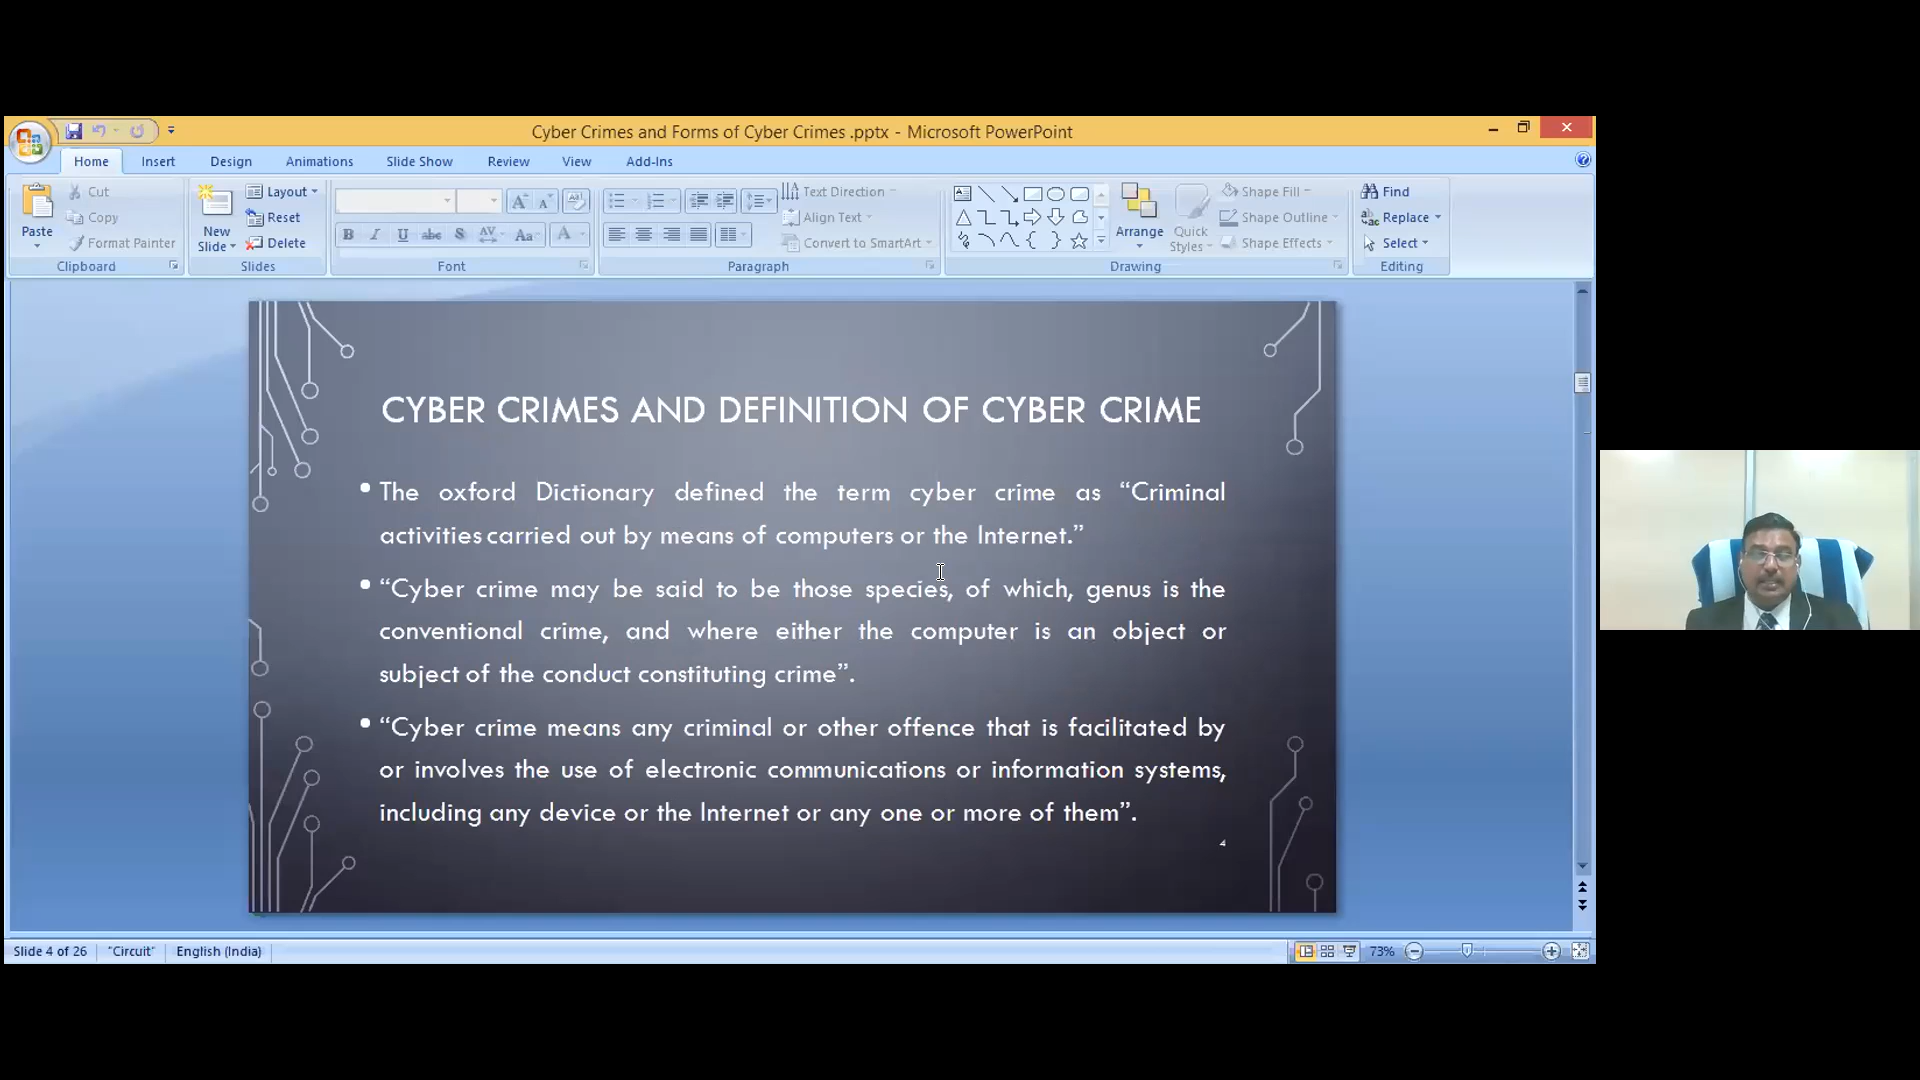 Cyber Crimes and Forms of Cyber Crimes .pptx - Microsoft PowerPoint
Home Insert Design Animations Slide Show Review View Add-Ins
Paste
Cut
Copy
Format Painter
Clipboard
New
Slide
Layout
Reset
Delete
Slides
B I U abc S AV Aa A
Font
Text Direction
Align Text
Convert to SmartArt
Paragraph
Arrange
Quick
Styles
Shape Fill
Shape Outline
Shape Effects
Drawing
Find
Replace
Select
Editing
CYBER CRIMES AND DEFINITION OF CYBER CRIME
• The oxford Dictionary defined the term cyber crime as “Criminal
activities carried out by means of computers or the Internet.”
• “Cyber crime may be said to be those species, of which, genus is the
conventional crime, and where either the computer is an object or
subject of the conduct constituting crime”.
• “Cyber crime means any criminal or other offence that is facilitated by
or involves the use of electronic communications or information systems,
including any device or the Internet or any one or more of them”.
4
Slide 4 of 26 "Circuit" English (India) 73%